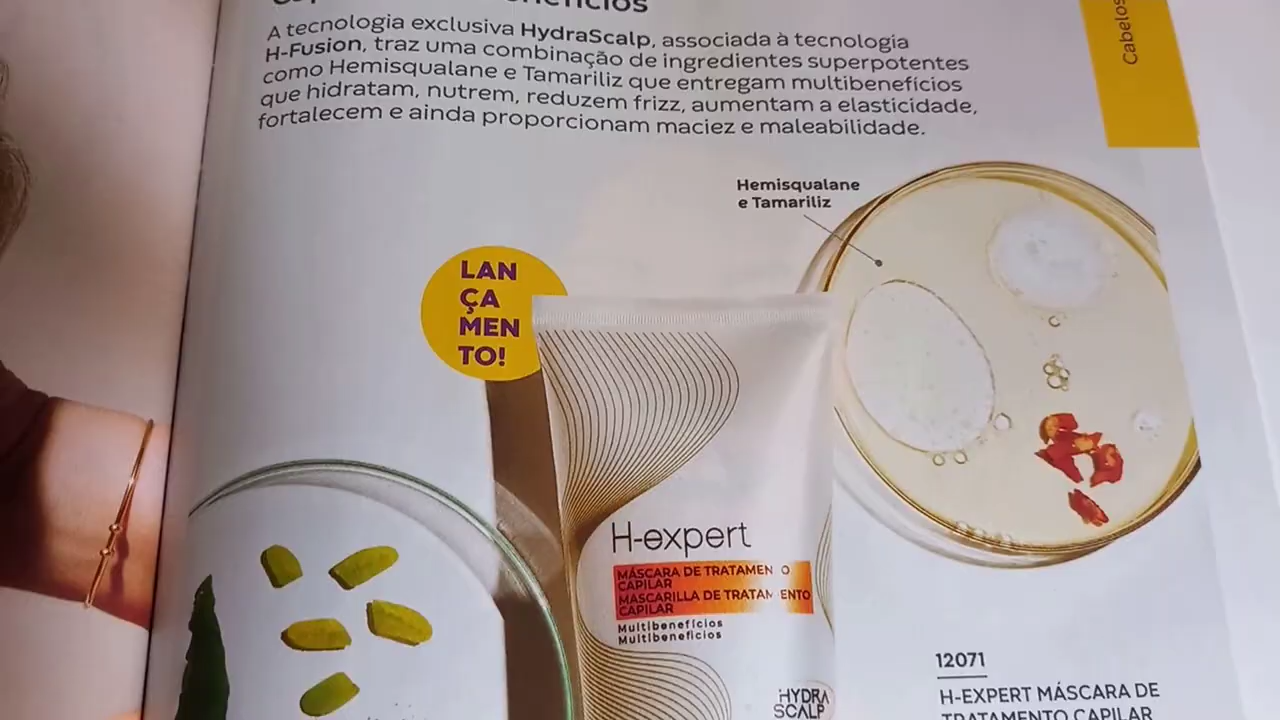 A tecnologia exclusiva HydraScalp, associada à tecnologia
H-Fusion, traz uma combinação de ingredientes superpotentes
como Hemisqualane e Tamariliz que entregam multibenefícios
que hidratam, nutrem, reduzem frizz, aumentam a elasticidade,
fortalecem e ainda proporcionam maciez e maleabilidade.
Cabelos
Hemisqualane
e Tamariliz
LAN
ÇA
MEN
TO!
H-expert
MÁSCARA DE TRATAMEN O
CAPILAR
MASCARILLA DE TRATAM ENTO
CAPILAR
Multibenefícios
Multibeneficios
HYDRA
SCALP
12071
H-EXPERT MÁSCARA DE
TRATAMENTO CAPILAR